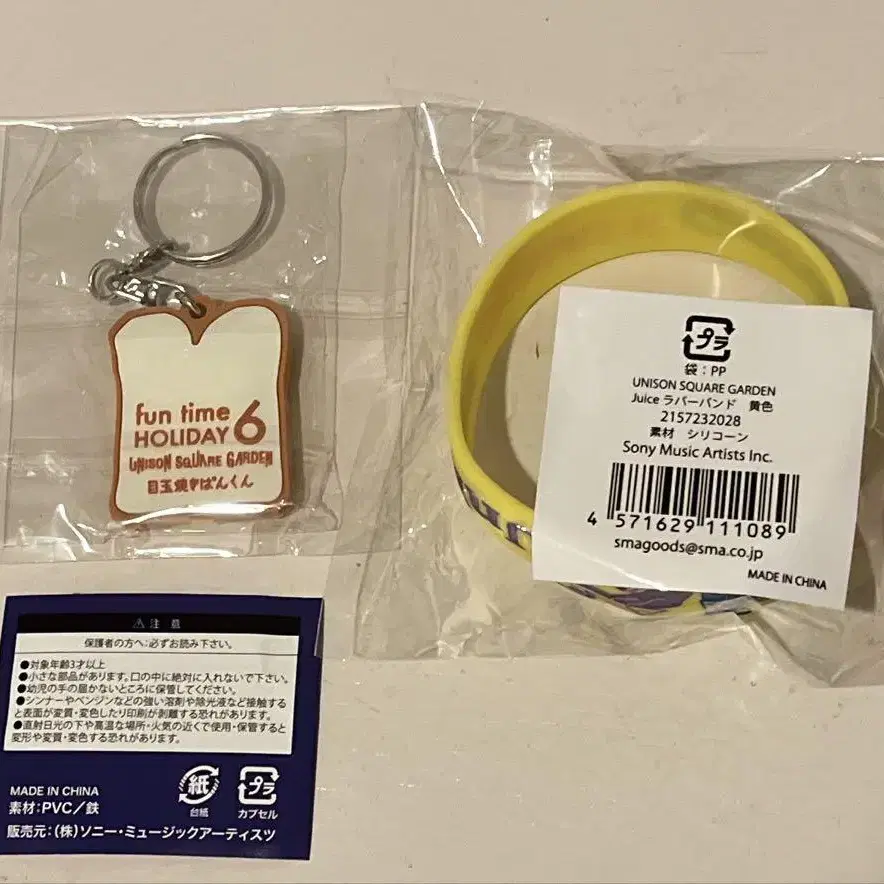 fun time
HOLIDAY 6
UNISON SQUARE GARDEN
目玉焼きぱんくん
プラ
袋：PP
UNISON SQUARE GARDEN
Juice ラバーバンド　黄色
2157232028
素材　シリコーン
Sony Music Artists Inc.
4 571629 111089
smagoods@sma.co.jp
MADE IN CHINA
⚠注 意
保護者の方へ:必ずお読み下さい。
●対象年齢3才以上
●小さな部品があります。口の中に絶対に入れないで下さい。
●幼児の手の届かないところに保管してください。
●シンナーやベンジンなどの強い溶剤や除光液など接触する
と表面が変質・変色したり印刷が剥離する恐れがあります。
●直射日光の下や高温な場所・火気の近くで使用・保管すると
変形や変質・変色する恐れがあります。
MADE IN CHINA
素材:PVC／鉄
紙
台紙
プラ
カプセル
販売元:(株)ソニー・ミュージックアーティスツ